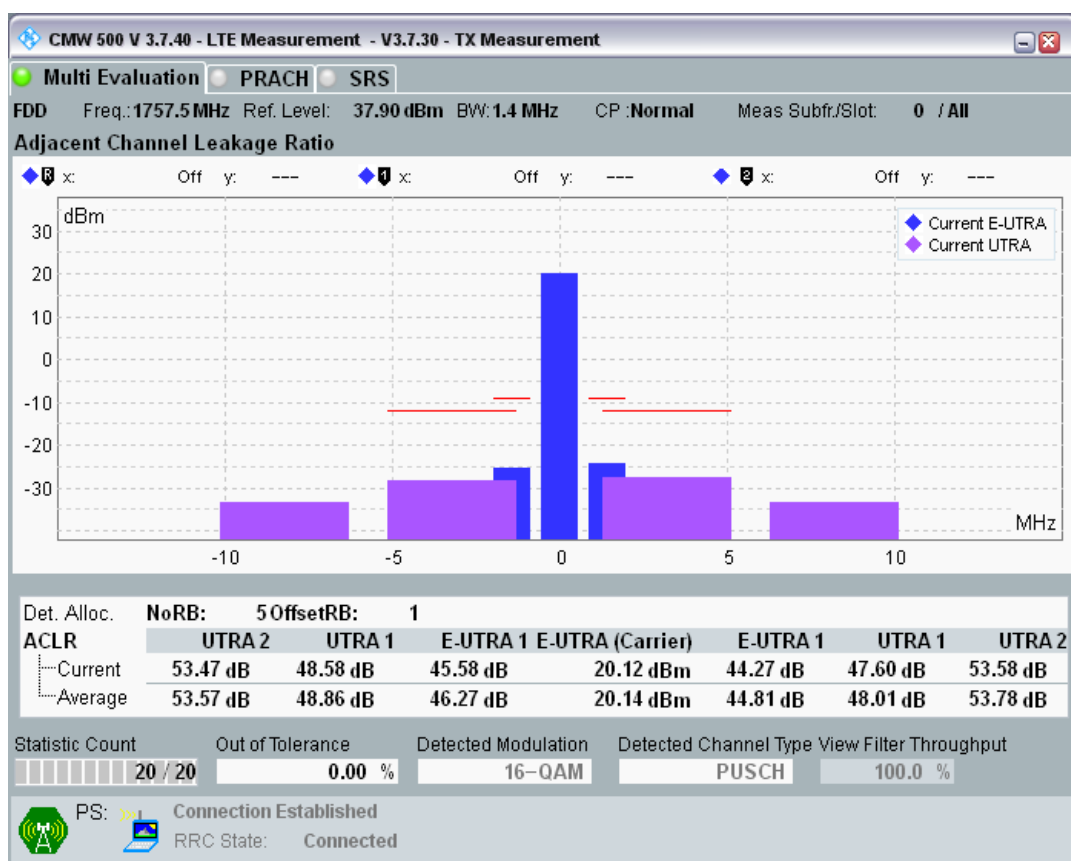 CMW 500 V 3.7.40 - LTE Measurement - V3.7.30 - TX Measurement
Multi Evaluation PRACH SRS
FDD Freq.: 1757.5 MHz Ref. Level: 37.90 dBm BW: 1.4 MHz CP :Normal Meas Subfr./Slot: 0 / All
Adjacent Channel Leakage Ratio
R x: Off y: --- 1 x: Off y: --- 2 x: Off y: ---
dBm
Current E-UTRA
Current UTRA
30
20
10
0
-10
-20
-30
MHz
-10 -5 0 5 10
Det. Alloc. NoRB: 5 OffsetRB: 1
ACLR UTRA 2 UTRA 1 E-UTRA 1 E-UTRA (Carrier) E-UTRA 1 UTRA 1 UTRA 2
Current 53.47 dB 48.58 dB 45.58 dB 20.12 dBm 44.27 dB 47.60 dB 53.58 dB
Average 53.57 dB 48.86 dB 46.27 dB 20.14 dBm 44.81 dB 48.01 dB 53.78 dB
Statistic Count Out of Tolerance Detected Modulation Detected Channel Type View Filter Throughput
20 / 20 0.00 % 16-QAM PUSCH 100.0 %
PS: Connection Established
RRC State: Connected